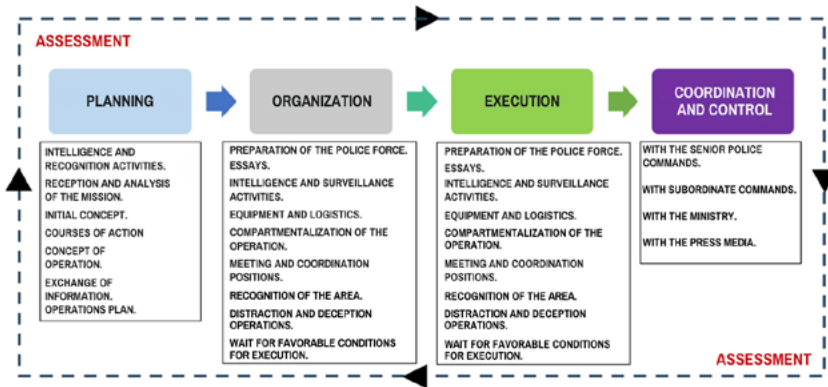 ASSESSMENT
PLANNING
ORGANIZATION
EXECUTION
COORDINATION
AND CONTROL
INTELLIGENCE AND
RECOGNITION ACTIVITIES.
RECEPTION AND ANALYSIS
OF THE MISSION.
INITIAL CONCEPT.
COURSES OF ACTION
CONCEPT OF
OPERATION.
EXCHANGE OF
INFORMATION.
OPERATIONS PLAN.
PREPARATION OF THE POLICE FORCE.
ESSAYS.
INTELLIGENCE AND SURVEILLANCE
ACTIVITIES.
EQUIPMENT AND LOGISTICS.
COMPARTMENTALIZATION OF THE
OPERATION.
MEETING AND COORDINATION
POSITIONS.
RECOGNITION OF THE AREA.
DISTRACTION AND DECEPTION
OPERATIONS.
WAIT FOR FAVORABLE CONDITIONS
FOR EXECUTION.
PREPARATION OF THE POLICE FORCE.
ESSAYS.
INTELLIGENCE AND SURVEILLANCE
ACTIVITIES.
EQUIPMENT AND LOGISTICS.
COMPARTMENTALIZATION OF THE
OPERATION.
MEETING AND COORDINATION
POSITIONS.
RECOGNITION OF THE AREA.
DISTRACTION AND DECEPTION
OPERATIONS.
WAIT FOR FAVORABLE CONDITIONS
FOR EXECUTION.
WITH THE SENIOR POLICE
COMMANDS.
WITH SUBORDINATE COMMANDS.
WITH THE MINISTRY.
WITH THE PRESS MEDIA.
ASSESSMENT